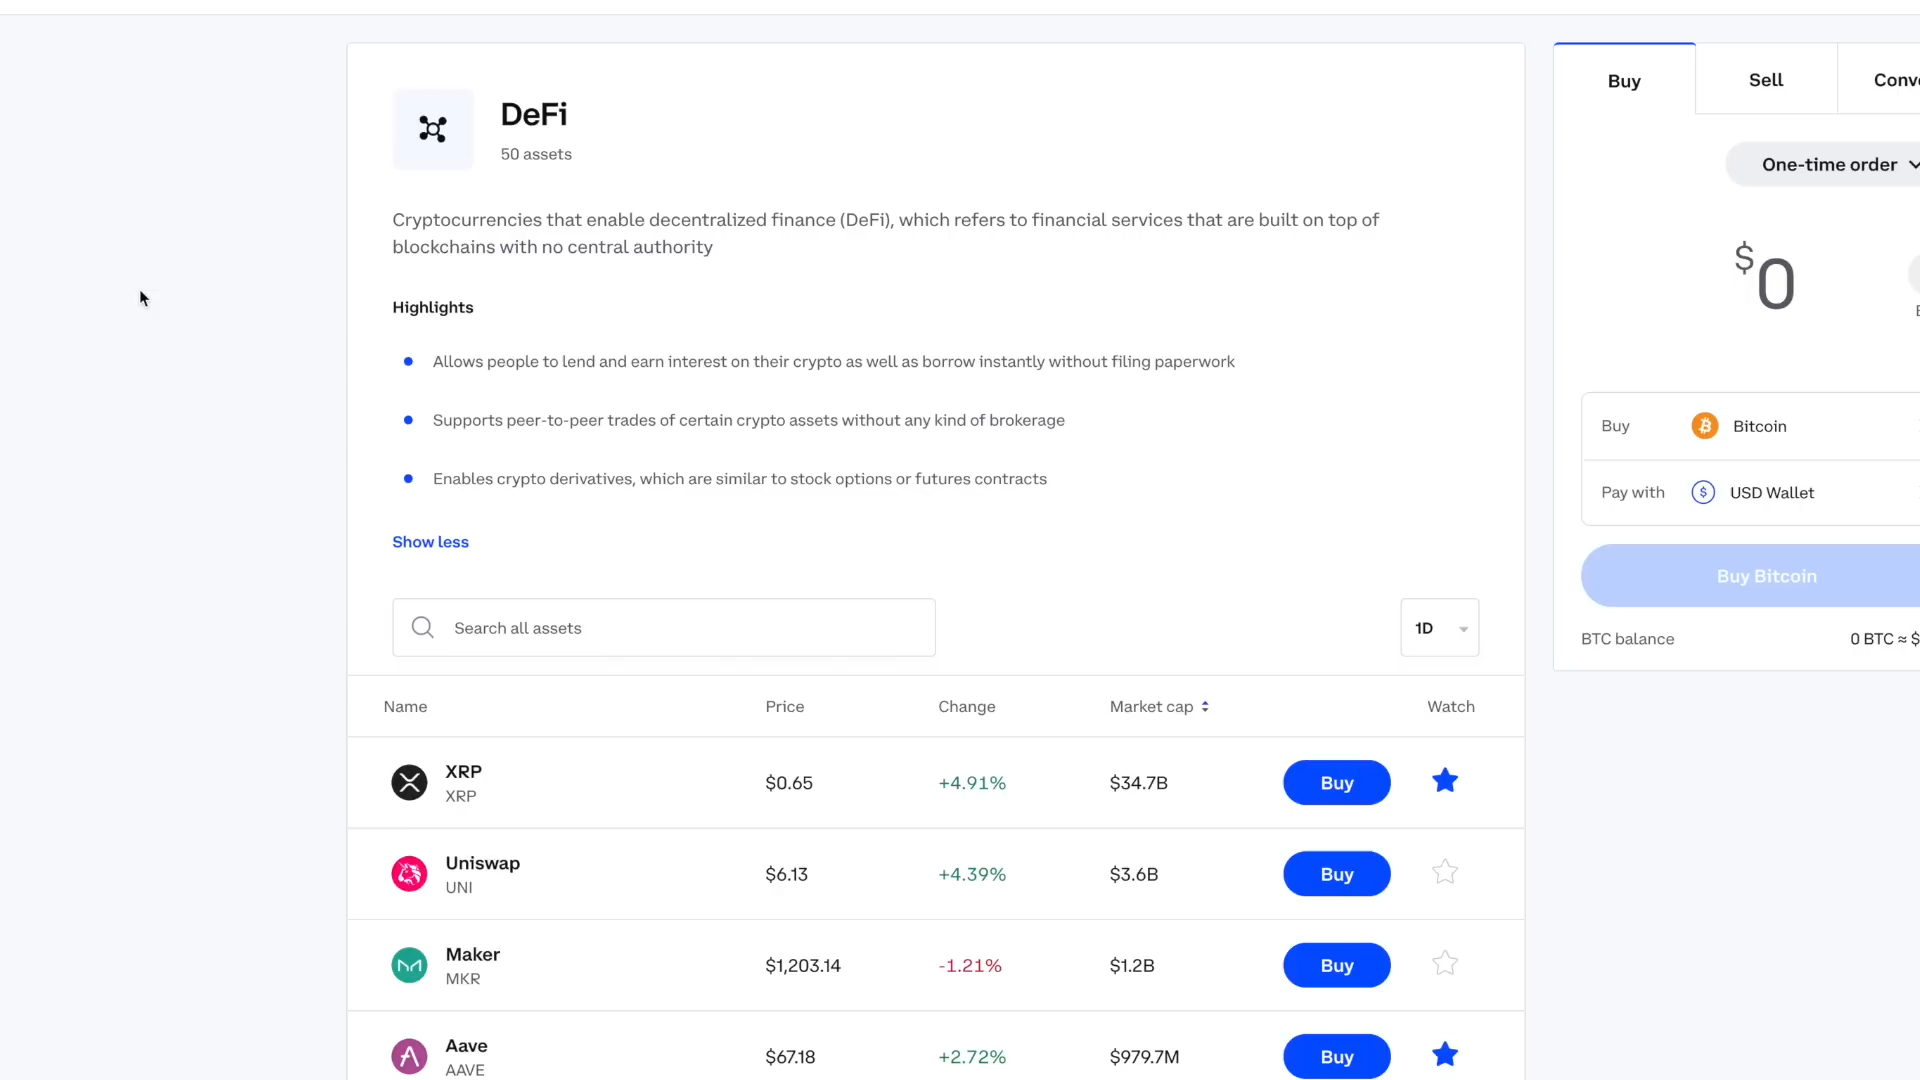 DeFi
50 assets
Cryptocurrencies that enable decentralized finance (DeFi), which refers to financial services that are built on top of
blockchains with no central authority
Highlights
Allows people to lend and earn interest on their crypto as well as borrow instantly without filing paperwork
Supports peer-to-peer trades of certain crypto assets without any kind of brokerage
Enables crypto derivatives, which are similar to stock options or futures contracts
Show less
Search all assets
1D
Name Price Change Market cap Watch
XRP
XRP
$0.65 +4.91% $34.7B Buy
Uniswap
UNI
$6.13 +4.39% $3.6B Buy
Maker
MKR
$1,203.14 -1.21% $1.2B Buy
Aave
AAVE
$67.18 +2.72% $979.7M Buy
Buy Sell Conv
One-time order
$0
Buy Bitcoin
Pay with USD Wallet
Buy Bitcoin
BTC balance 0 BTC ≈ $